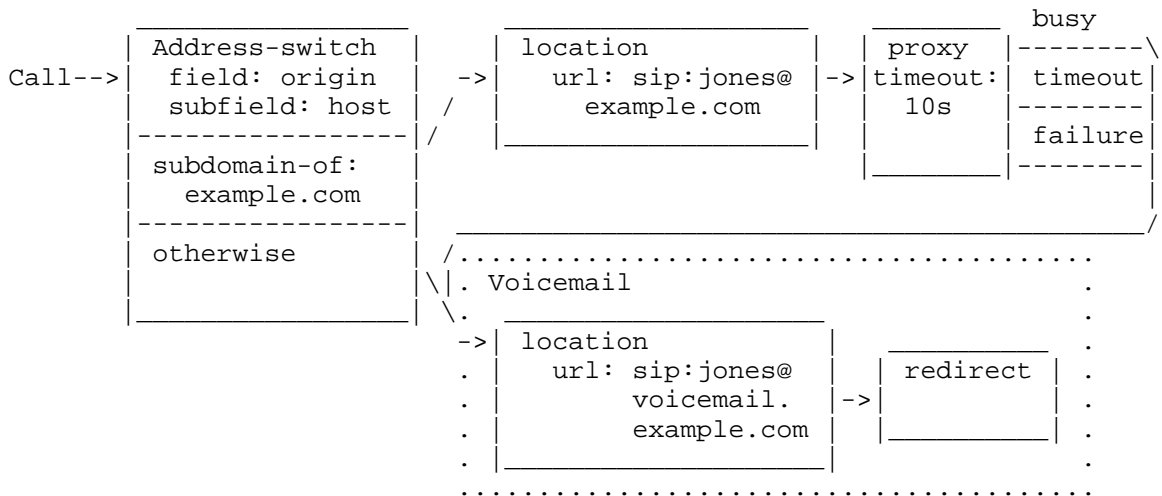 busy
Address-switch location proxy
Call--> field: origin -> url: sip:jones@ -> timeout: timeout
subfield: host example.com 10s
failure
subdomain-of:
example.com
otherwise
Voicemail
-> location
url: sip:jones@ redirect
voicemail. ->
example.com